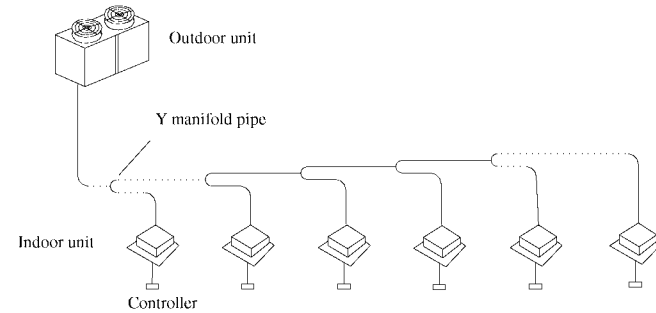 Outdoor unit
Y manifold pipe
Indoor unit
Controller